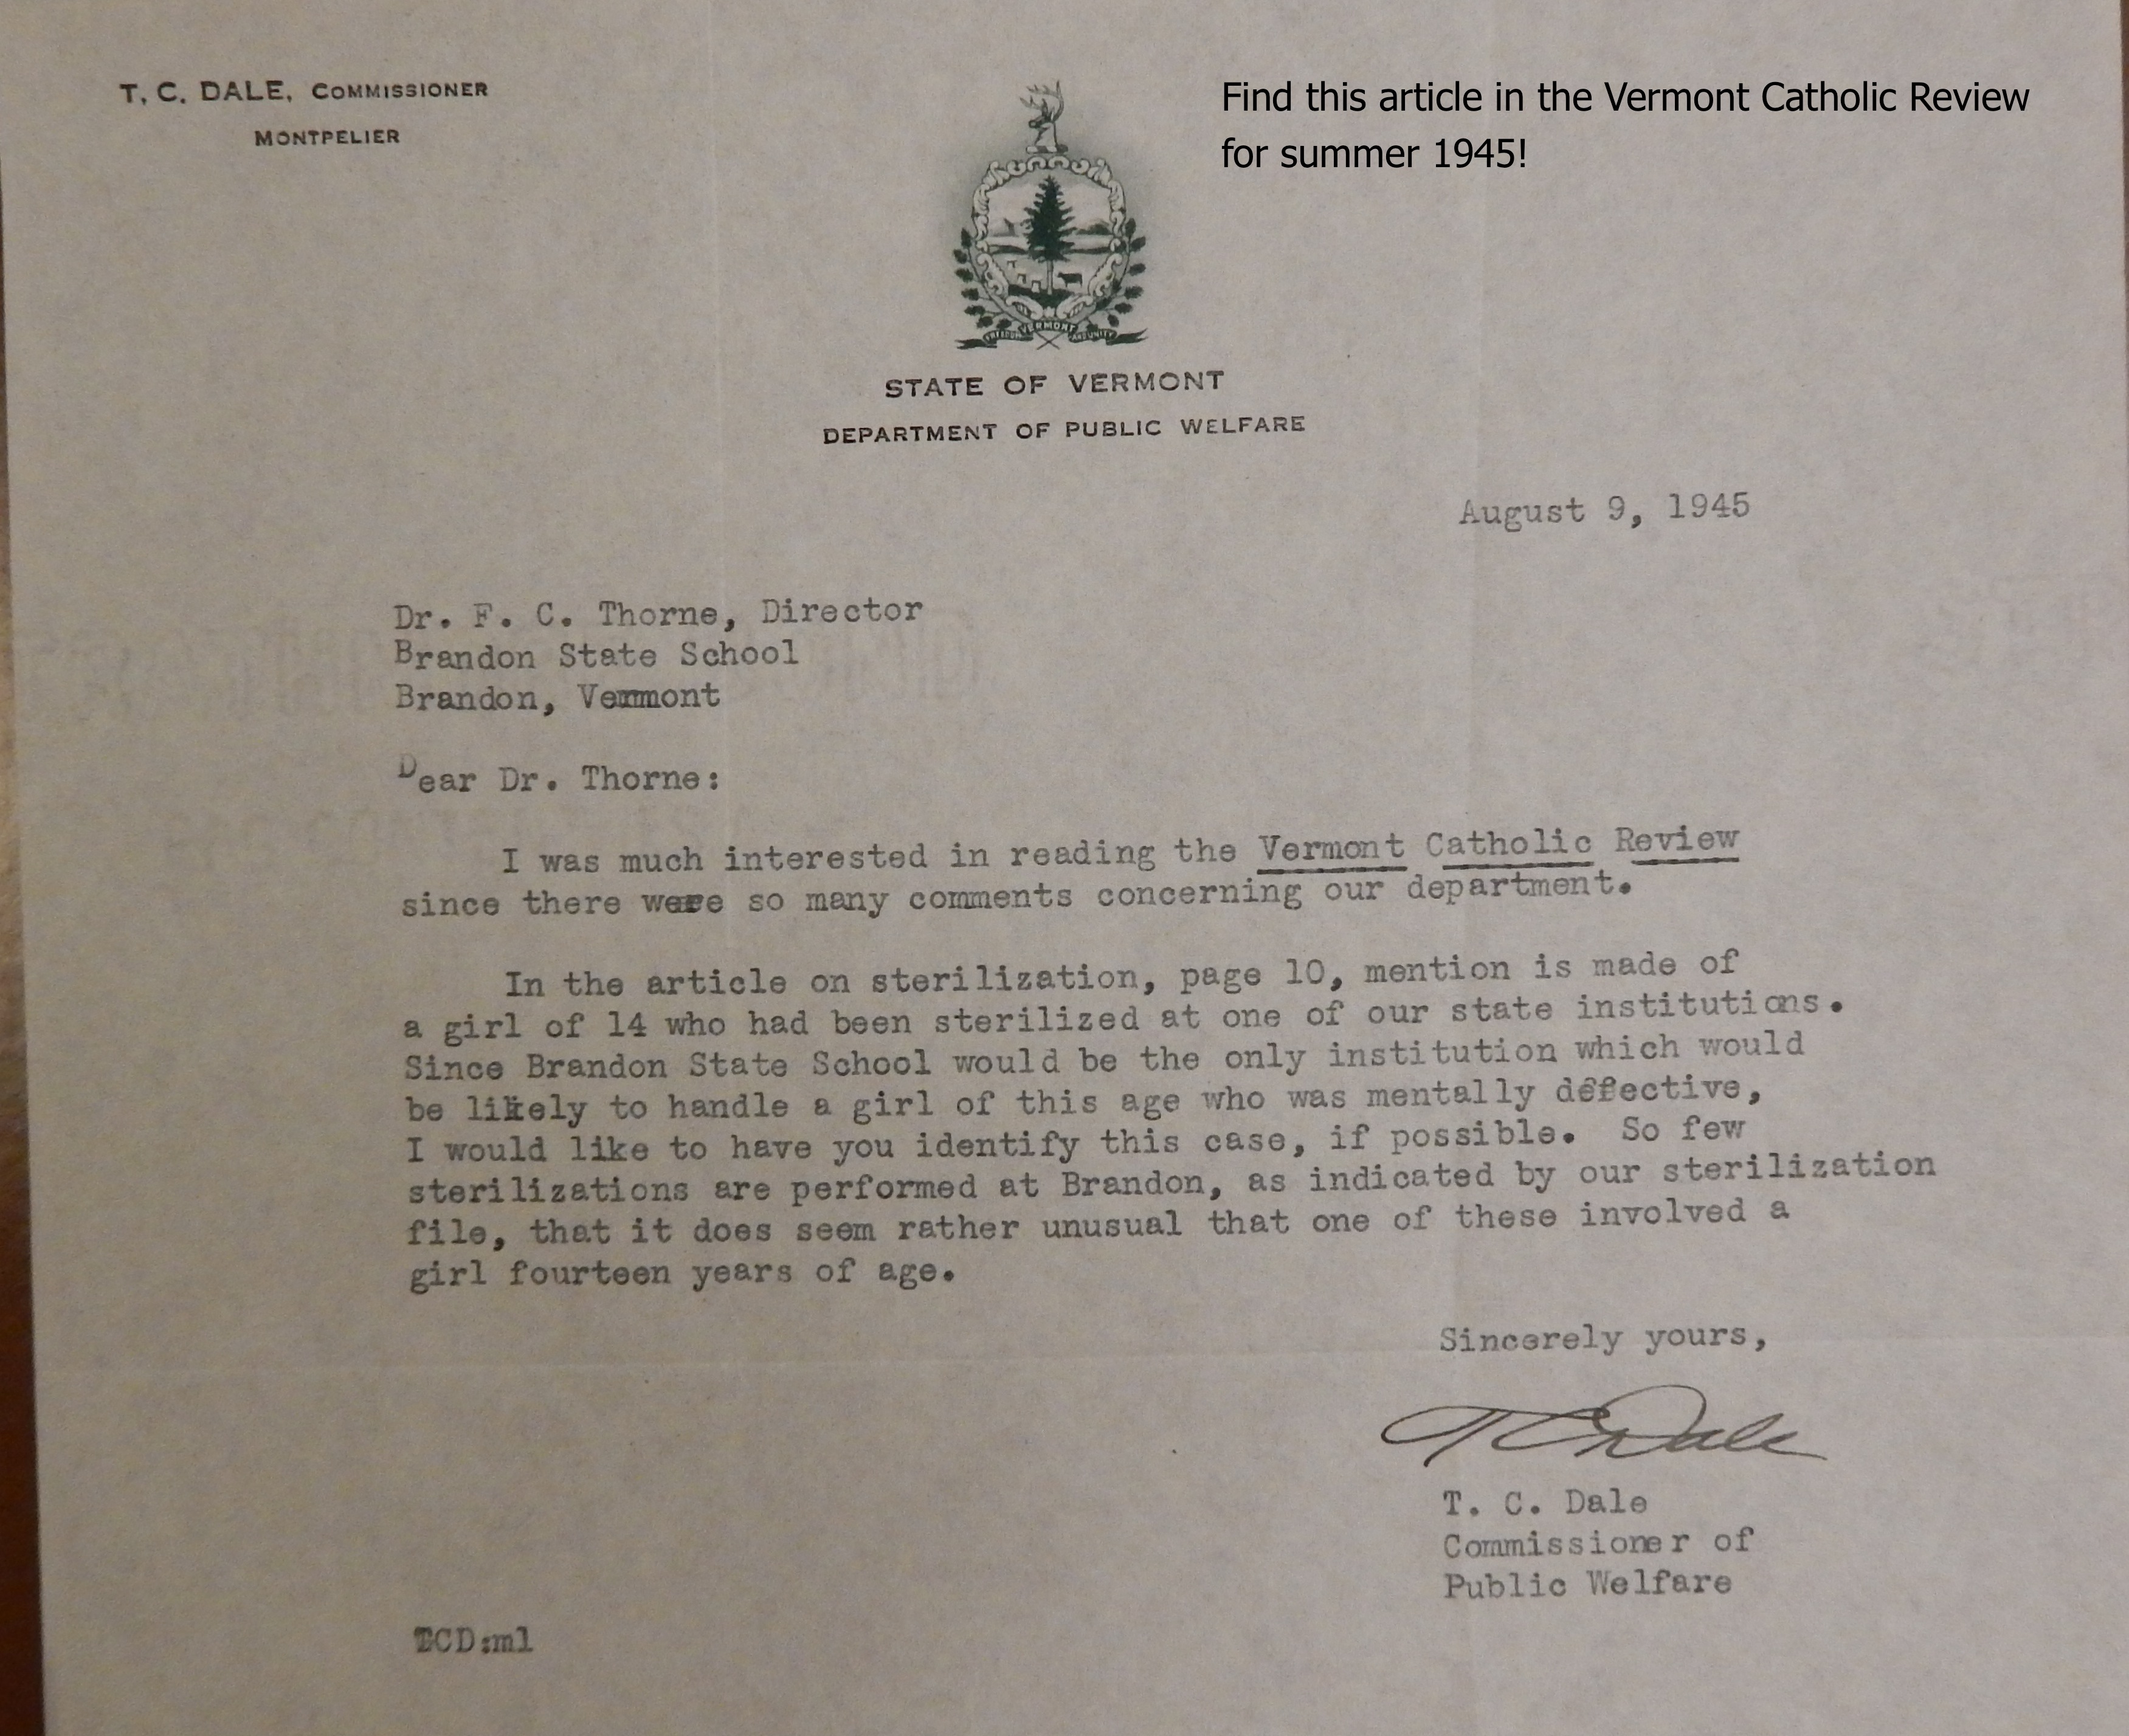 T. C. DALE, COMMISSIONER
MONTPELIER
Find this article in the Vermont Catholic Review
for summer 1945!
FREEDOM VERMONT AND UNITY
STATE OF VERMONT
DEPARTMENT OF PUBLIC WELFARE
August 9, 1945
Dr. F. C. Thorne, Director
Brandon State School
Brandon, Vermont
Dear Dr. Thorne:
I was much interested in reading the Vermont Catholic Review
since there were so many comments concerning our department.
In the article on sterilization, page 10, mention is made of
a girl of 14 who had been sterilized at one of our state institutions.
Since Brandon State School would be the only institution which would
be likely to handle a girl of this age who was mentally defective,
I would like to have you identify this case, if possible. So few
sterilizations are performed at Brandon, as indicated by our sterilization
file, that it does seem rather unusual that one of these involved a
girl fourteen years of age.
Sincerely yours,
T C Dale
T. C. Dale
Commissioner of
Public Welfare
TCD:ml